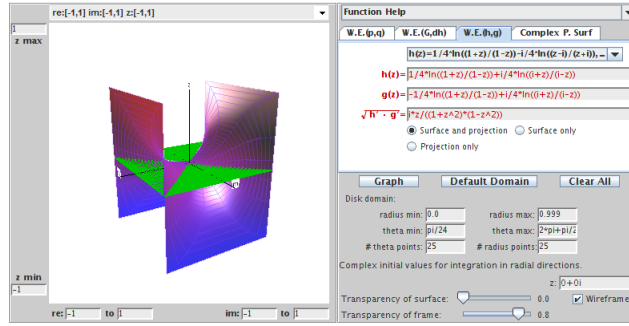 re:[-1,1] im:[-1,1] z:[-1,1]
1
z max
z min
-1
re: -1 to 1 im: -1 to 1
Function Help
W.E.(p,q) W.E.(G,dh) W.E.(h,g) Complex P. Surf
h(z)=1/4*ln((1+z)/(1-z))-i/4*ln((z-i)/(z+i)), ...
h(z)= 1/4*ln((1+z)/(1-z))+i/4*ln((i+z)/(i-z))
g(z)= -1/4*ln((1+z)/(1-z))+i/4*ln((i+z)/(i-z))
√h' · g'= i*z/((1+z^2)*(1-z^2))
Surface and projection Surface only
Projection only
Graph Default Domain Clear All
Disk domain:
radius min: 0.0 radius max: 0.999
theta min: pi/24 theta max: 2*pi+pi/2
# theta points: 25 # radius points: 25
Complex initial values for integration in radial directions.
z: 0+0i
Transparency of surface: 0.0 Wireframe
Transparency of frame: 0.8